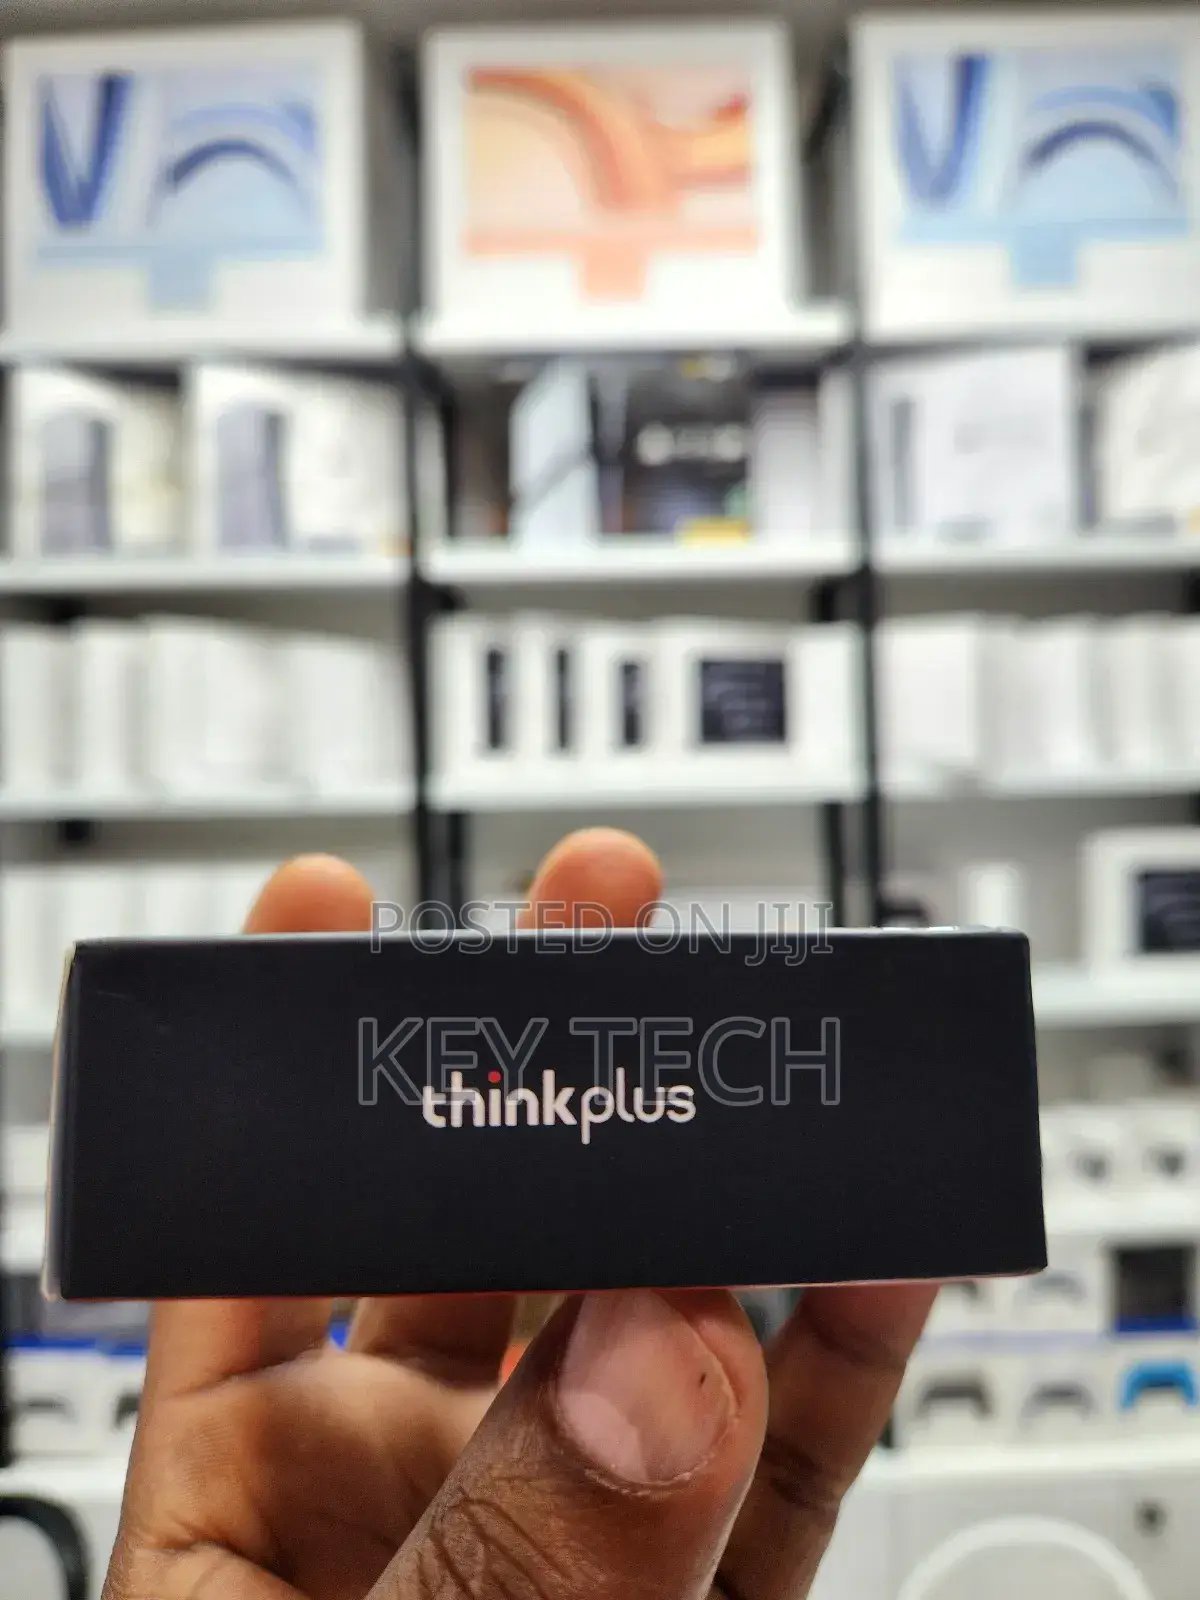 POSTED ON JIJI
KEY TECH
thinkplus